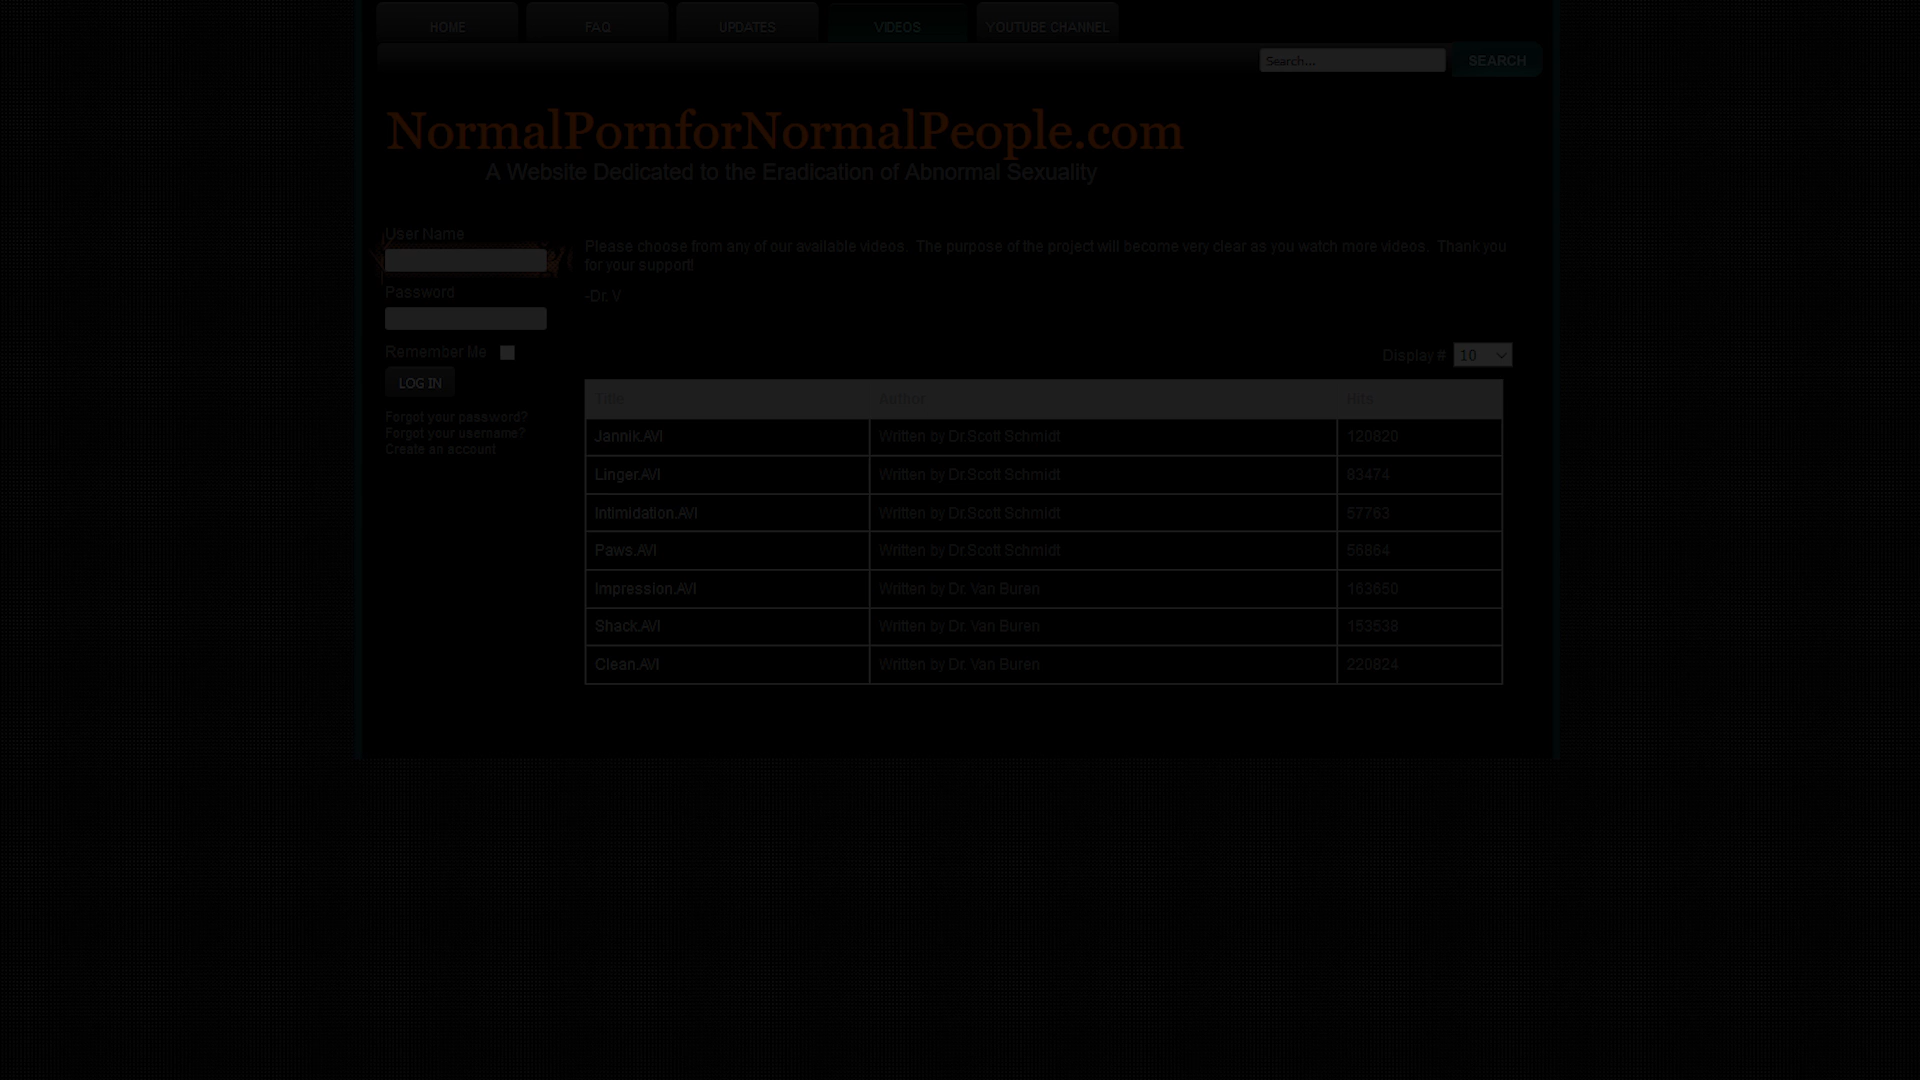 HOME FAQ UPDATES VIDEOS YOUTUBE CHANNEL
Search... SEARCH
NormalPornforNormalPeople.com
A Website Dedicated to the Eradication of Abnormal Sexuality
User Name
Password
Remember Me
LOG IN
Forgot your password?
Forgot your username?
Create an account
Please choose from any of our available videos. The purpose of the project will become very clear as you watch more videos. Thank you
for your support!
-Dr. V
Display # 10
Title Author Hits
Jannik.AVI Written by Dr.Scott Schmidt 120820
Linger.AVI Written by Dr.Scott Schmidt 83474
Intimidation.AVI Written by Dr.Scott Schmidt 57763
Paws.AVI Written by Dr.Scott Schmidt 56864
Impression.AVI Written by Dr. Van Buren 163650
Shack.AVI Written by Dr. Van Buren 153538
Clean.AVI Written by Dr. Van Buren 220824